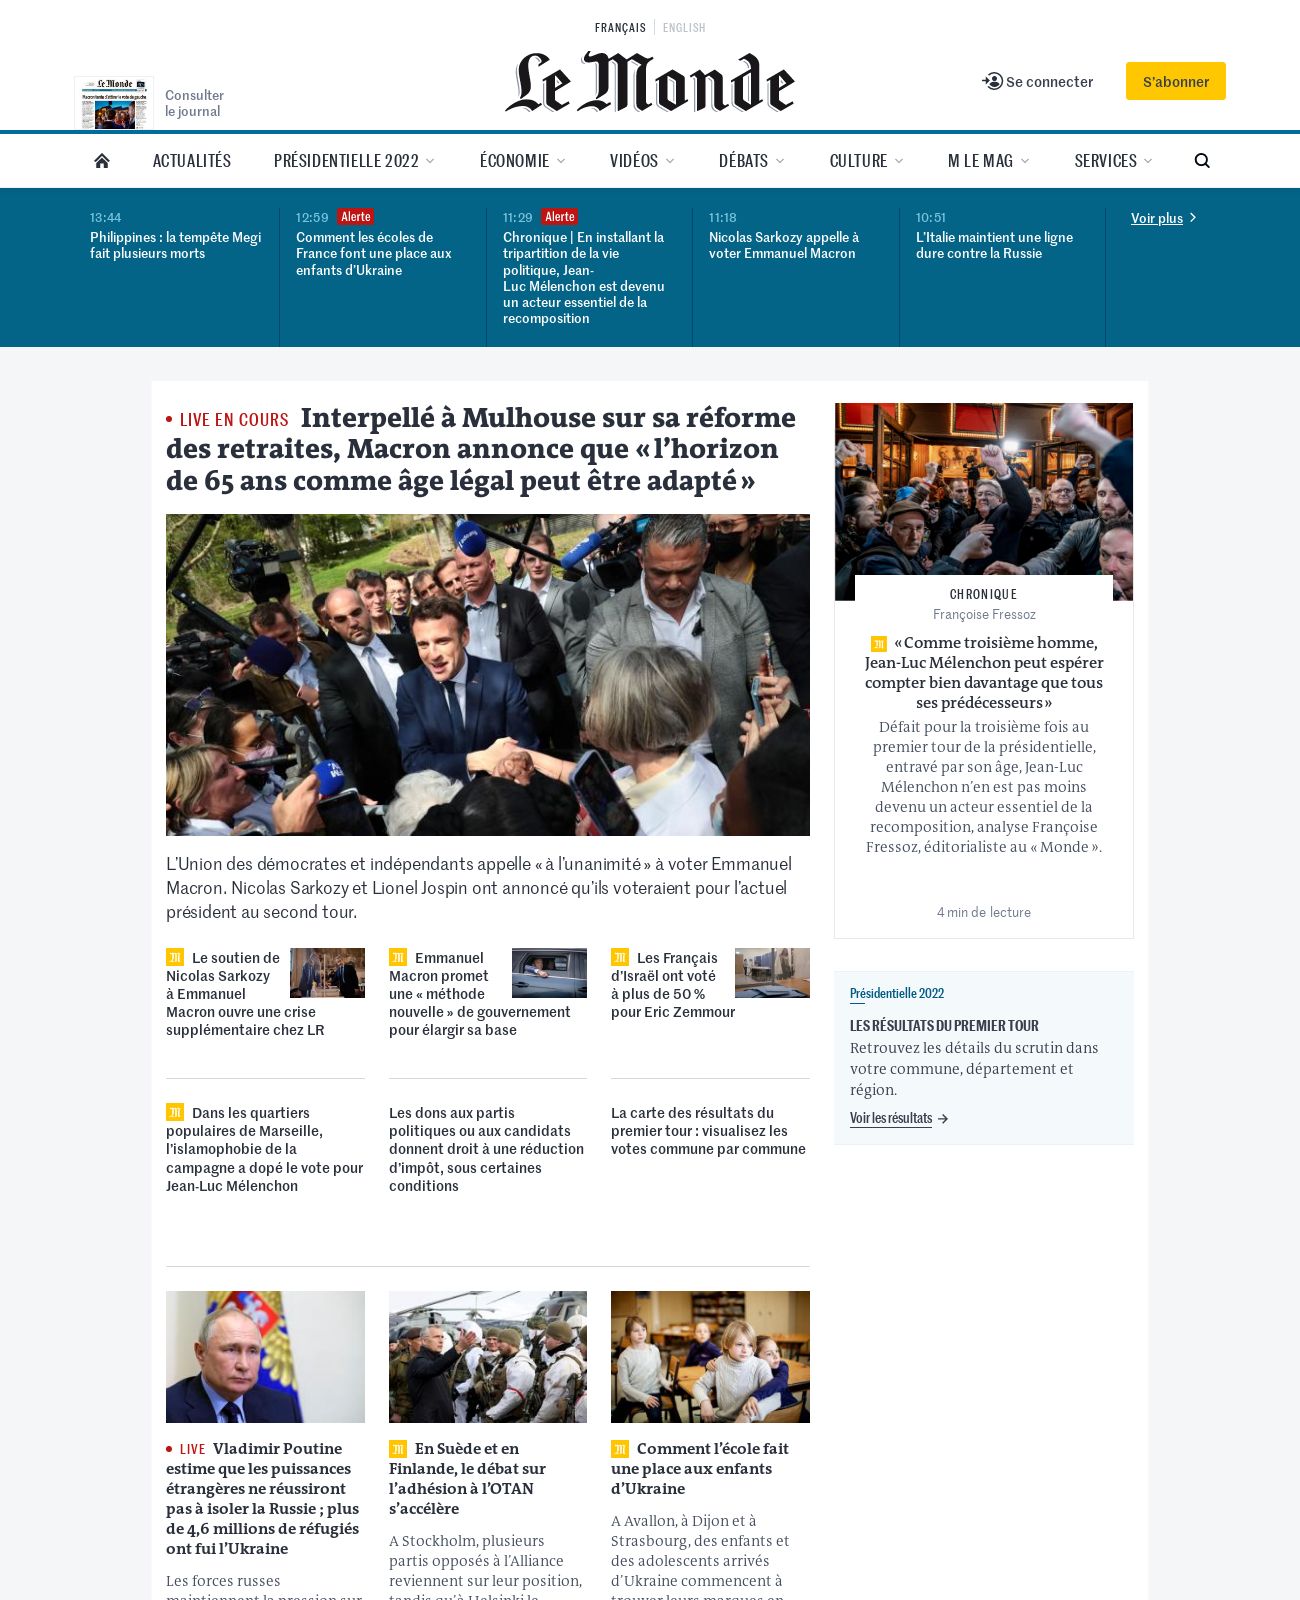 FRANÇAIS
ENGLISH
Le Monde
Le Monde
Consulter
le journal
Se connecter
S'abonner
ACTUALITÉS
PRÉSIDENTIELLE 2022
ÉCONOMIE
VIDÉOS
DÉBATS
CULTURE
M LE MAG
SERVICES
13:44
Philippines : la tempête Megi
fait plusieurs morts
12:59 Alerte
Comment les écoles de
France font une place aux
enfants d’Ukraine
11:29 Alerte
Chronique | En installant la
tripartition de la vie
politique, Jean-
Luc Mélenchon est devenu
un acteur essentiel de la
recomposition
11:18
Nicolas Sarkozy appelle à
voter Emmanuel Macron
10:51
L’Italie maintient une ligne
dure contre la Russie
Voir plus
LIVE EN COURS Interpellé à Mulhouse sur sa réforme
des retraites, Macron annonce que « l’horizon
de 65 ans comme âge légal peut être adapté »
L’Union des démocrates et indépendants appelle « à l’unanimité » à voter Emmanuel
Macron. Nicolas Sarkozy et Lionel Jospin ont annoncé qu’ils voteraient pour l’actuel
président au second tour.
Le soutien de
Nicolas Sarkozy
à Emmanuel
Macron ouvre une crise
supplémentaire chez LR
Emmanuel
Macron promet
une « méthode
nouvelle » de gouvernement
pour élargir sa base
Les Français
d’Israël ont voté
à plus de 50 %
pour Eric Zemmour
Dans les quartiers
populaires de Marseille,
l’islamophobie de la
campagne a dopé le vote pour
Jean-Luc Mélenchon
Les dons aux partis
politiques ou aux candidats
donnent droit à une réduction
d’impôt, sous certaines
conditions
La carte des résultats du
premier tour : visualisez les
votes commune par commune
CHRONIQUE
Françoise Fressoz
« Comme troisième homme,
Jean-Luc Mélenchon peut espérer
compter bien davantage que tous
ses prédécesseurs »
Défait pour la troisième fois au
premier tour de la présidentielle,
entravé par son âge, Jean-Luc
Mélenchon n’en est pas moins
devenu un acteur essentiel de la
recomposition, analyse Françoise
Fressoz, éditorialiste au « Monde ».
4 min de lecture
Présidentielle 2022
LES RÉSULTATS DU PREMIER TOUR
Retrouvez les détails du scrutin dans
votre commune, département et
région.
Voir les résultats
LIVE Vladimir Poutine
estime que les puissances
étrangères ne réussiront
pas à isoler la Russie ; plus
de 4,6 millions de réfugiés
ont fui l’Ukraine
Les forces russes
maintiennent la pression sur
En Suède et en
Finlande, le débat sur
l’adhésion à l’OTAN
s’accélère
A Stockholm, plusieurs
partis opposés à l’Alliance
reviennent sur leur position,
tandis qu’à Helsinki le
Comment l’école fait
une place aux enfants
d’Ukraine
A Avallon, à Dijon et à
Strasbourg, des enfants et
des adolescents arrivés
d’Ukraine commencent à
trouver leurs marques en